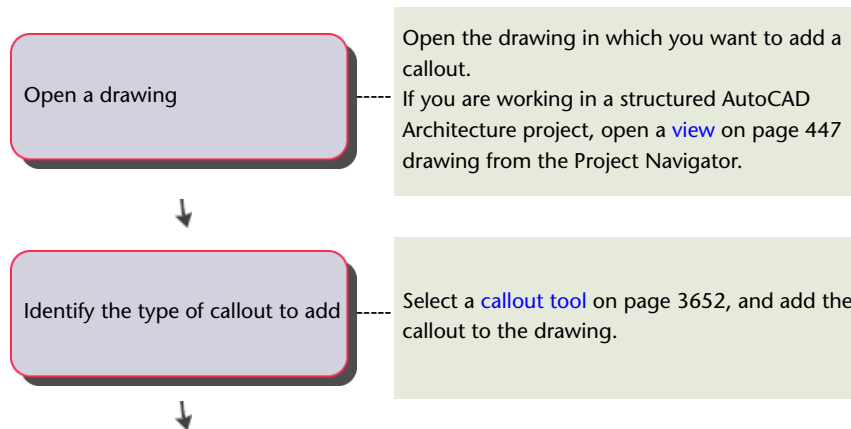 Open a drawing
Open the drawing in which you want to add a
callout.
If you are working in a structured AutoCAD
Architecture project, open a view on page 447
drawing from the Project Navigator.
Identify the type of callout to add
Select a callout tool on page 3652, and add the
callout to the drawing.